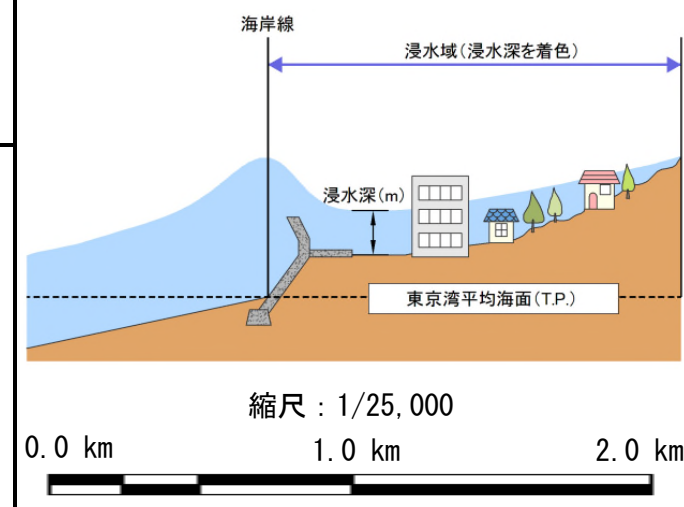 海岸線
浸水域(浸水深を着色)
浸水深(m)
東京湾平均海面(T.P.)
縮尺：1/25,000
0.0 km 1.0 km 2.0 km